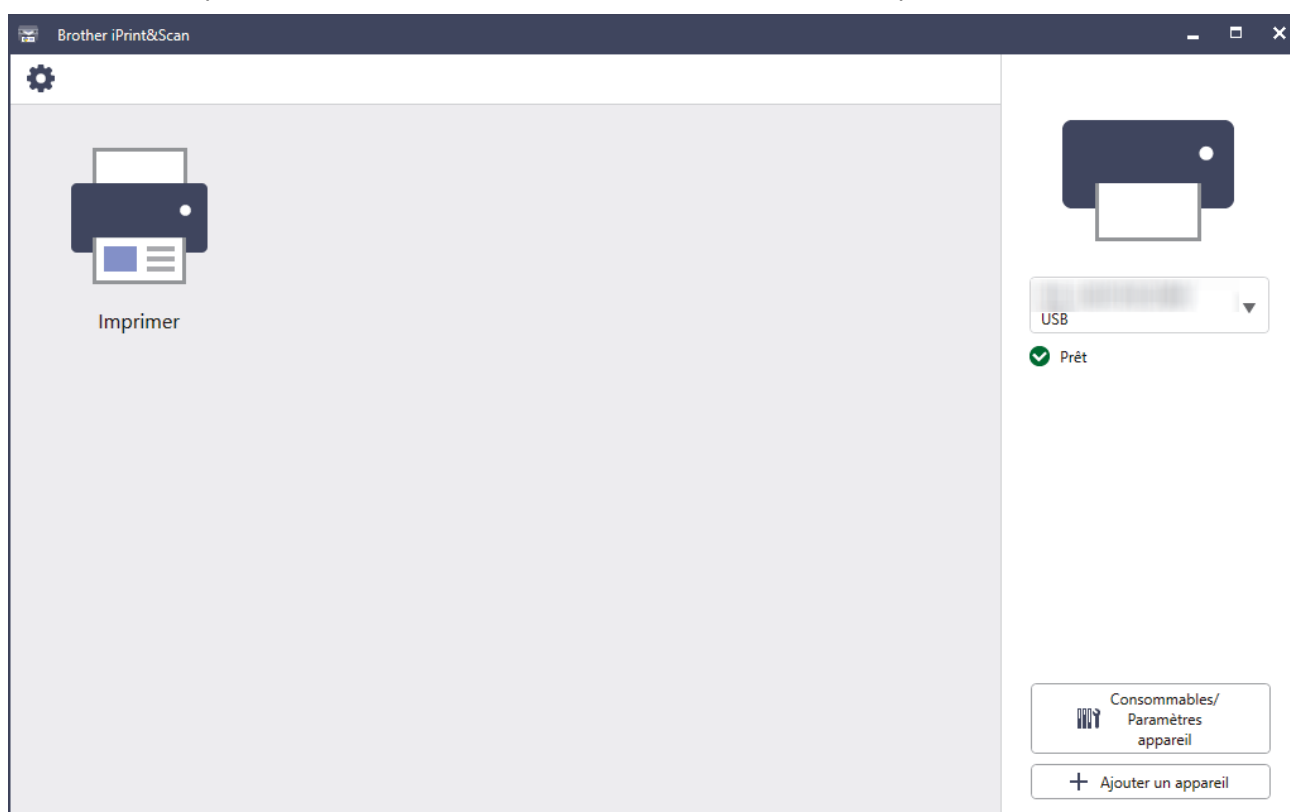 Brother iPrint&Scan
Imprimer
USB
Prêt
Consommables/
Paramètres
appareil
Ajouter un appareil